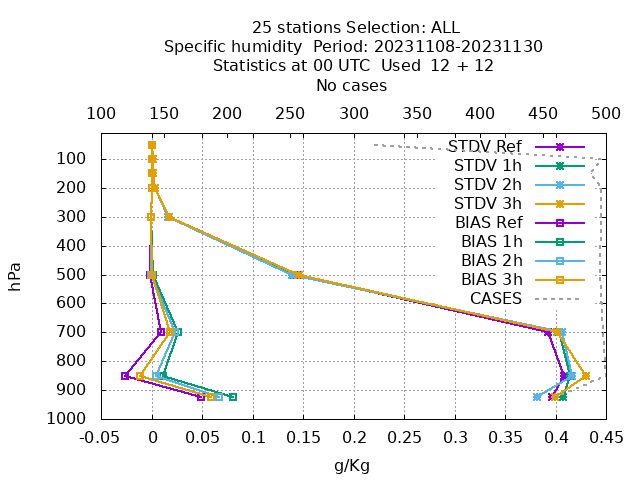 25 stations Selection: ALL
Specific humidity  Period: 20231108-20231130
Statistics at 00 UTC  Used  12 + 12
No cases
100 150 200 250 300 350 400 450 500
STDV Ref
STDV 1h
STDV 2h
STDV 3h
BIAS Ref
BIAS 1h
BIAS 2h
BIAS 3h
CASES
hPa
100
200
300
400
500
600
700
800
900
1000
-0.05 0 0.05 0.1 0.15 0.2 0.25 0.3 0.35 0.4 0.45
g/Kg